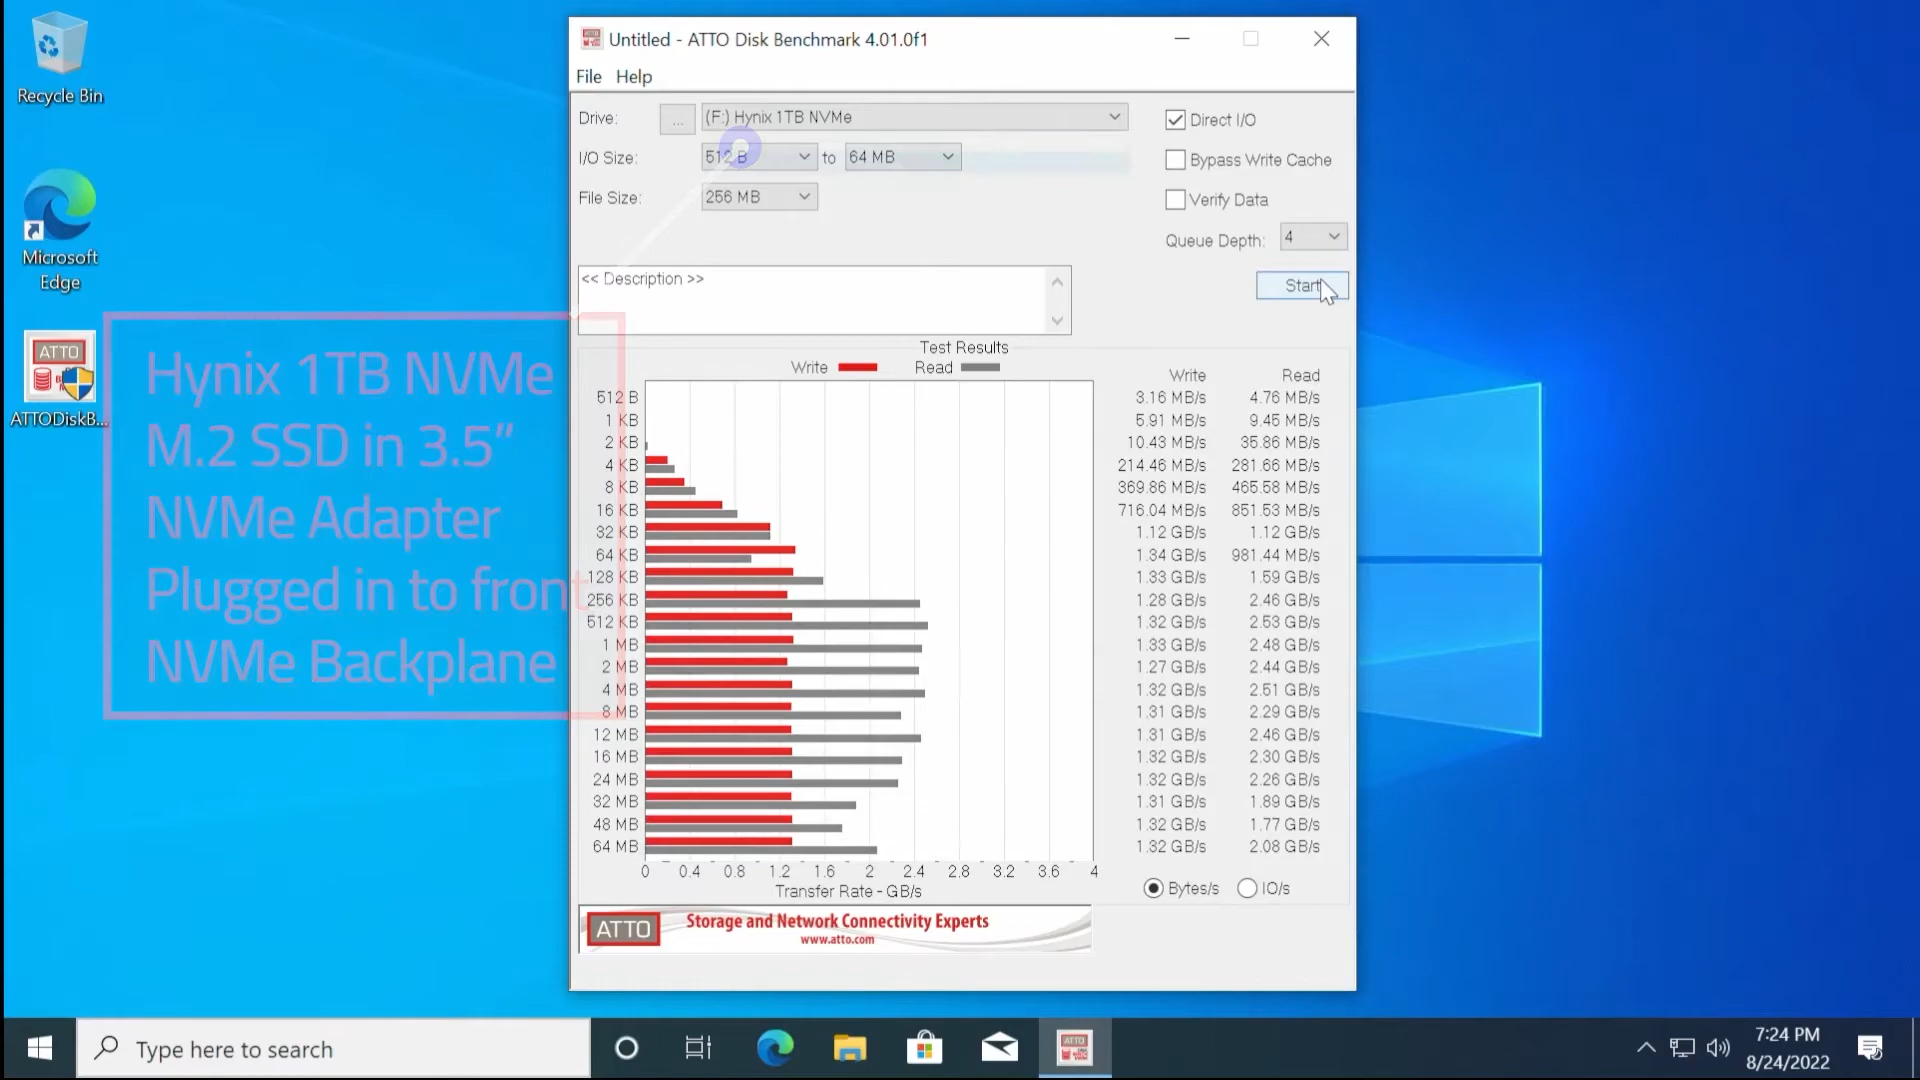 Recycle Bin
Microsoft
Edge
ATTO
ATTODiskB...
Hynix 1TB NVMe
M.2 SSD in 3.5”
NVMe Adapter
Plugged in to front
NVMe Backplane
Untitled - ATTO Disk Benchmark 4.01.0f1
File Help
Drive: ... (F:) Hynix 1TB NVMe
I/O Size: 512 B to 64 MB
File Size: 256 MB
Direct I/O
Bypass Write Cache
Verify Data
Queue Depth: 4
<< Description >>
Start
Test Results
Write Read
Write Read
512 B 3.16 MB/s 4.76 MB/s
1 KB 5.91 MB/s 9.45 MB/s
2 KB 10.43 MB/s 35.86 MB/s
4 KB 214.46 MB/s 281.66 MB/s
8 KB 369.86 MB/s 465.58 MB/s
16 KB 716.04 MB/s 851.53 MB/s
32 KB 1.12 GB/s 1.12 GB/s
64 KB 1.34 GB/s 981.44 MB/s
128 KB 1.33 GB/s 1.59 GB/s
256 KB 1.28 GB/s 2.46 GB/s
512 KB 1.32 GB/s 2.53 GB/s
1 MB 1.33 GB/s 2.48 GB/s
2 MB 1.27 GB/s 2.44 GB/s
4 MB 1.32 GB/s 2.51 GB/s
8 MB 1.31 GB/s 2.29 GB/s
12 MB 1.31 GB/s 2.46 GB/s
16 MB 1.32 GB/s 2.30 GB/s
24 MB 1.32 GB/s 2.26 GB/s
32 MB 1.31 GB/s 1.89 GB/s
48 MB 1.32 GB/s 1.77 GB/s
64 MB 1.32 GB/s 2.08 GB/s
0 0.4 0.8 1.2 1.6 2 2.4 2.8 3.2 3.6 4
Transfer Rate - GB/s
Bytes/s IO/s
ATTO
Storage and Network Connectivity Experts
www.atto.com
Type here to search
ATTO
7:24 PM
8/24/2022